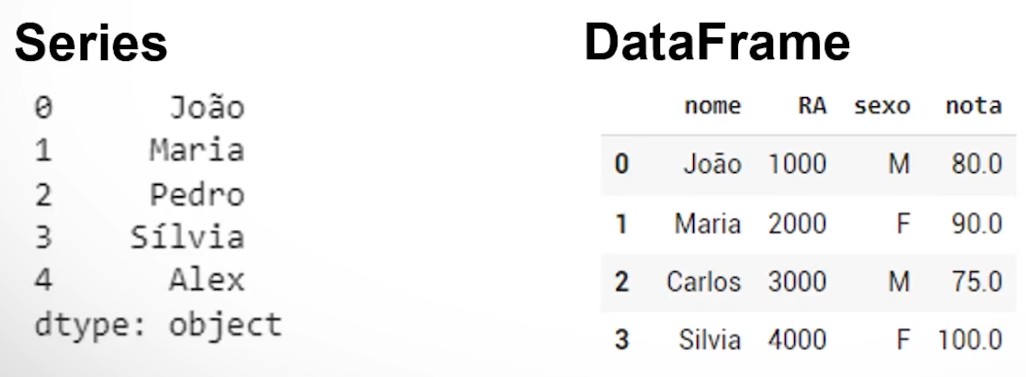 Series
0 João
1 Maria
2 Pedro
3 Sílvia
4 Alex
dtype: object
DataFrame
nome RA sexo nota
0 João 1000 M 80.0
1 Maria 2000 F 90.0
2 Carlos 3000 M 75.0
3 Silvia 4000 F 100.0